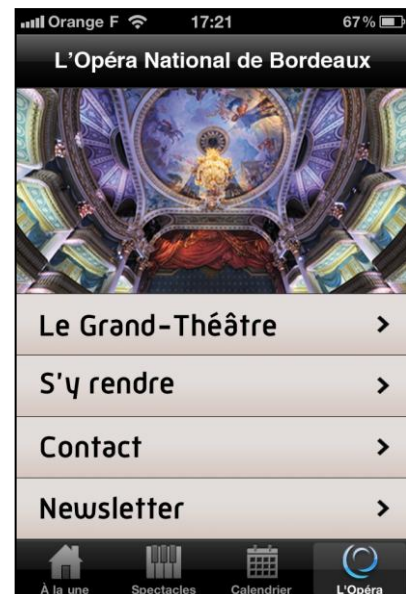 Orange F 17:21 67 %
L'Opéra National de Bordeaux
Le Grand-Théâtre
S'y rendre
Contact
Newsletter
À la une Spectacles Calendrier L'Opéra